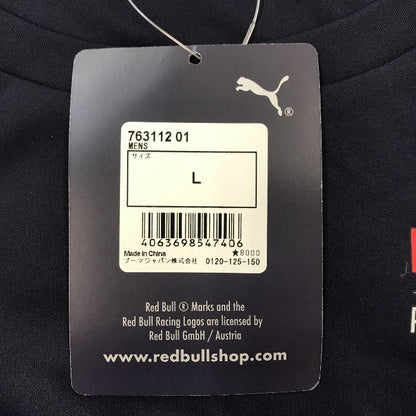 ®
763112 01
MENS
サイズ
L
4063698547406
Made in China ★8000
プーマジャパン株式会社 0120-125-150
Red Bull ® Marks and the
Red Bull Racing Logos are licensed by
Red Bull GmbH / Austria
www.redbullshop.com